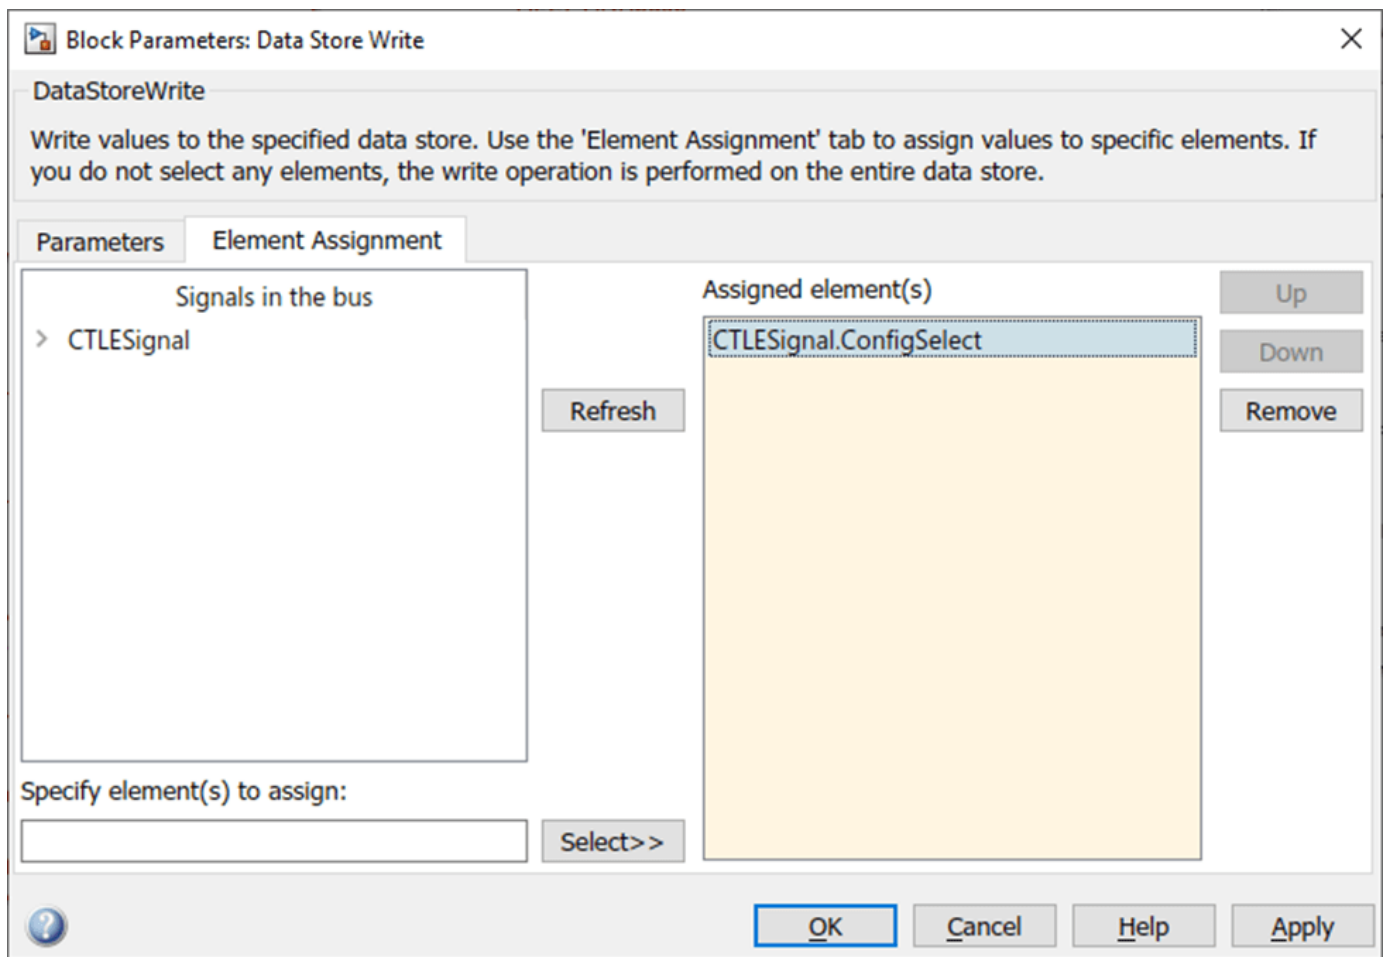 Block Parameters: Data Store Write
DataStoreWrite
Write values to the specified data store. Use the 'Element Assignment' tab to assign values to specific elements. If
you do not select any elements, the write operation is performed on the entire data store.
Parameters
Element Assignment
Signals in the bus
CTLESignal
Refresh
Assigned element(s)
CTLESignal.ConfigSelect
Up
Down
Remove
Specify element(s) to assign:
Select>>
OK
Cancel
Help
Apply